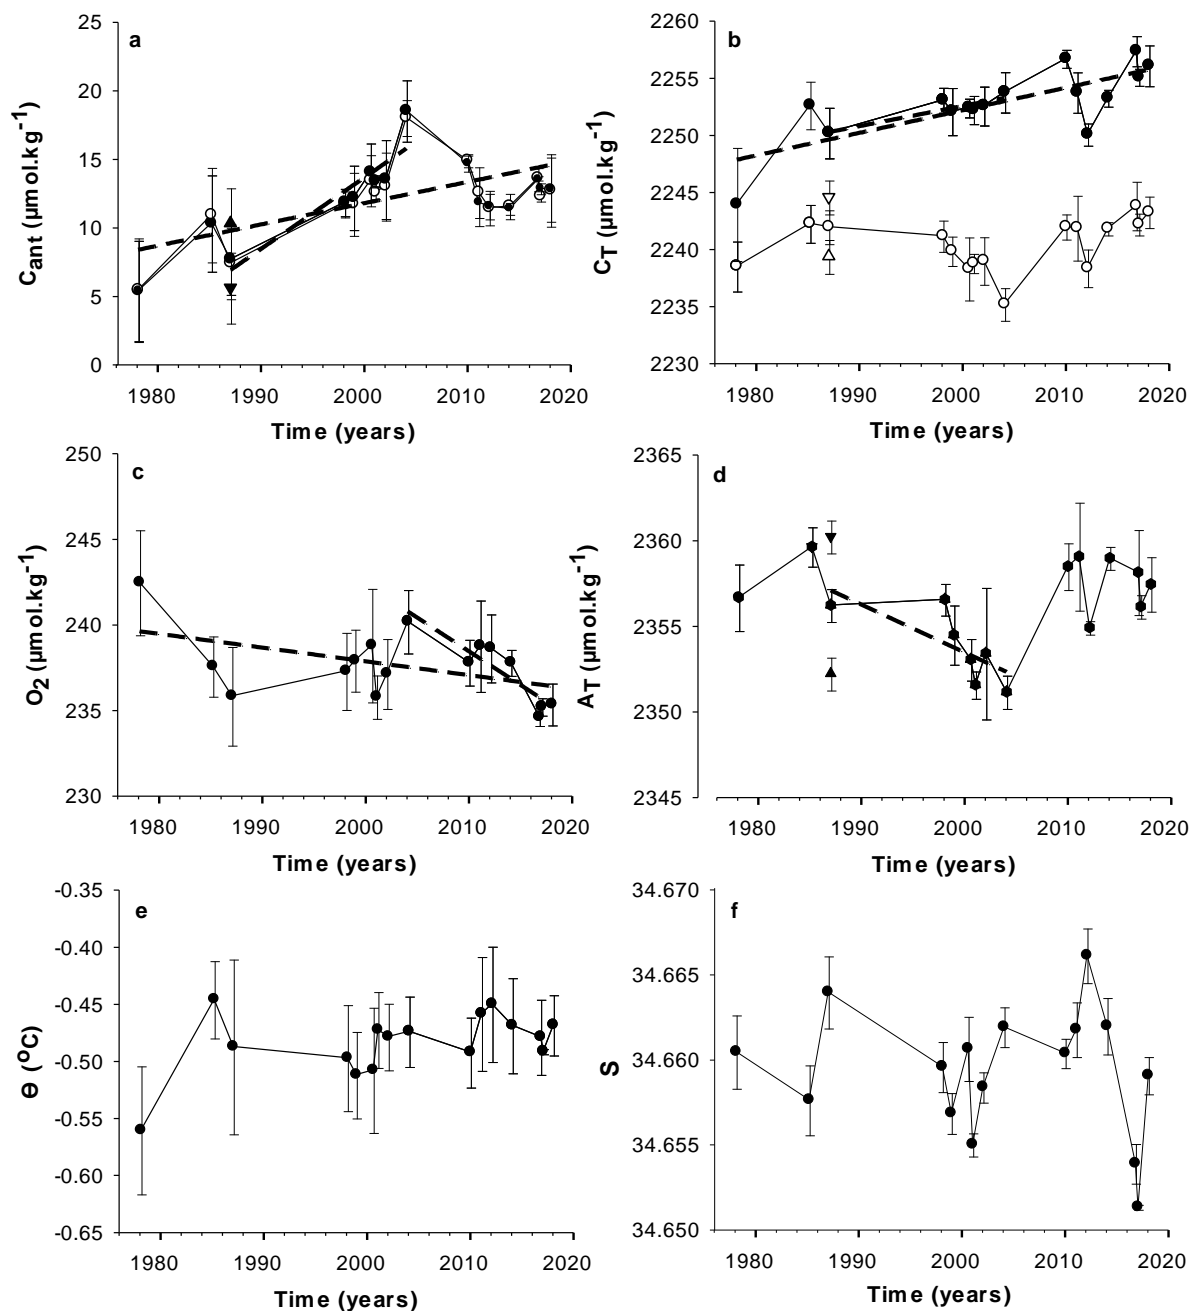 a
25
20
15
10
5
0
C_ant (µmol.kg⁻¹)
1980 1990 2000 2010 2020
Time (years)
b
2260
2255
2250
2245
2240
2235
2230
C_T (µmol.kg⁻¹)
1980 1990 2000 2010 2020
Time (years)
c
250
245
240
235
230
O₂ (µmol.kg⁻¹)
1980 1990 2000 2010 2020
Time (years)
d
2365
2360
2355
2350
2345
A_T (µmol.kg⁻¹)
1980 1990 2000 2010 2020
Time (years)
e
-0.35
-0.40
-0.45
-0.50
-0.55
-0.60
-0.65
Θ (°C)
1980 1990 2000 2010 2020
Time (years)
f
34.670
34.665
34.660
34.655
34.650
S
1980 1990 2000 2010 2020
Time (years)